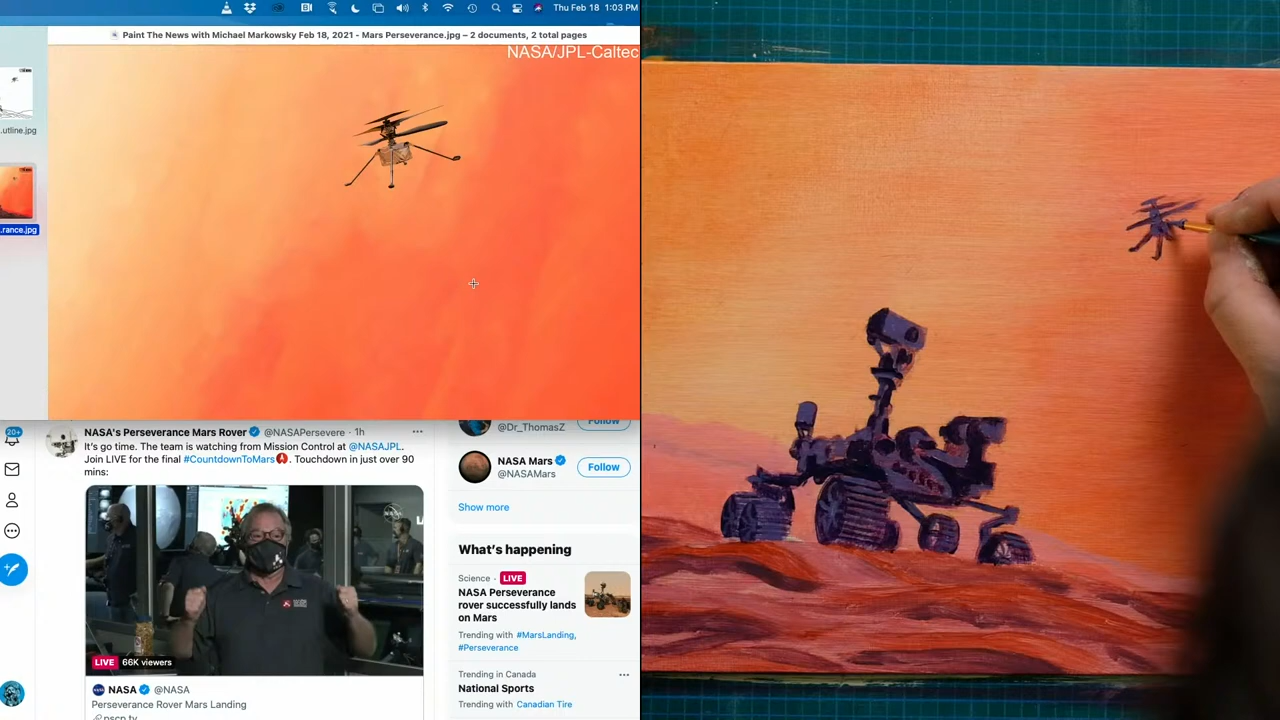 Thu Feb 18 1:03 PM
Paint The News with Michael Markowsky Feb 18, 2021 - Mars Perseverance.jpg – 2 documents, 2 total pages
NASA/JPL-Caltec
...utline.jpg
...rance.jpg
20+
NASA's Perseverance Mars Rover @NASAPersevere · 1h
It's go time. The team is watching from Mission Control at @NASAJPL.
Join LIVE for the final #CountdownToMars. Touchdown in just over 90
mins:
NASA
LIVE 66K viewers
NASA @NASA
Perseverance Rover Mars Landing
pscp.tv
@Dr_ThomasZ
Follow
NASA Mars
@NASAMars
Follow
Show more
What's happening
Science · LIVE
NASA Perseverance
rover successfully lands
on Mars
Trending with #MarsLanding,
#Perseverance
Trending in Canada
National Sports
Trending with Canadian Tire